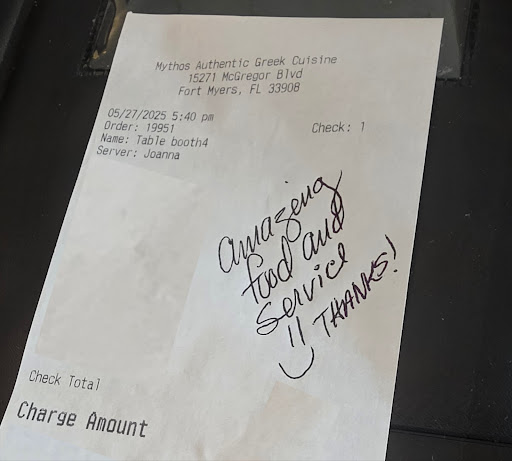 Mythos Authentic Greek Cuisine
15271 McGregor Blvd
Fort Myers, FL 33908
05/27/2025 5:40 pm
Order: 19951
Check: 1
Name: Table booth4
Server: Joanna
amazing
food and
service
THANKS!
Check Total
Charge Amount